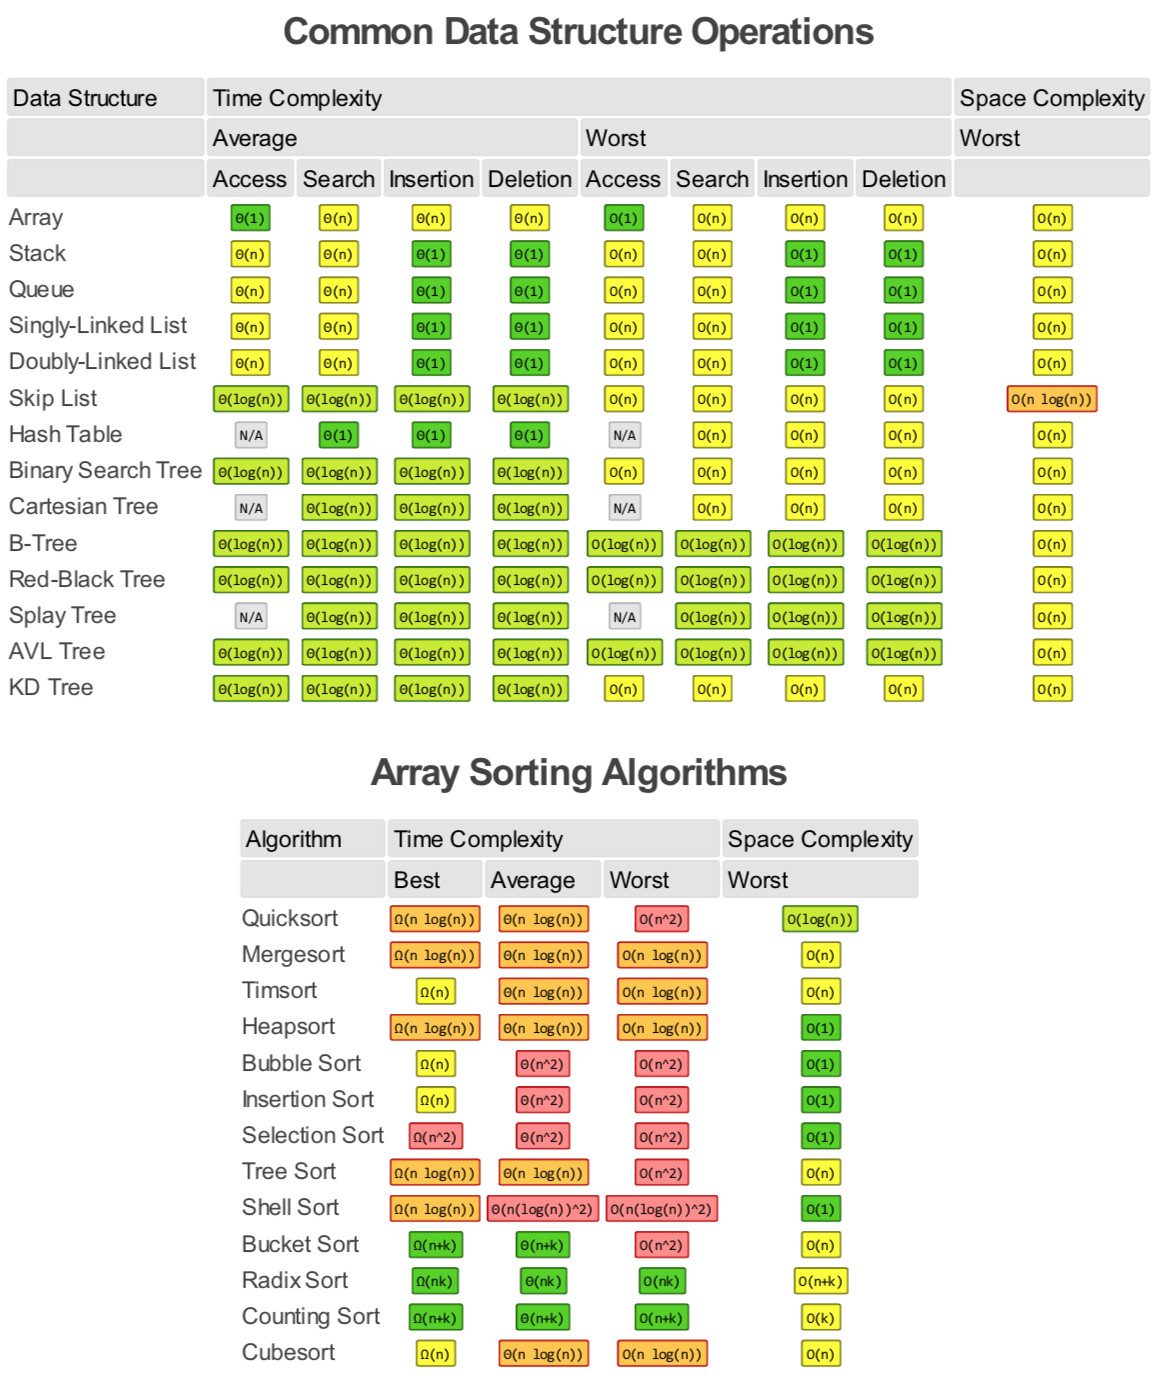 Common Data Structure Operations
Data Structure Time Complexity Space Complexity
Average Worst Worst
Access Search Insertion Deletion Access Search Insertion Deletion
Array Θ(1) Θ(n) Θ(n) Θ(n) O(1) O(n) O(n) O(n) O(n)
Stack Θ(n) Θ(n) Θ(1) Θ(1) O(n) O(n) O(1) O(1) O(n)
Queue Θ(n) Θ(n) Θ(1) Θ(1) O(n) O(n) O(1) O(1) O(n)
Singly-Linked List Θ(n) Θ(n) Θ(1) Θ(1) O(n) O(n) O(1) O(1) O(n)
Doubly-Linked List Θ(n) Θ(n) Θ(1) Θ(1) O(n) O(n) O(1) O(1) O(n)
Skip List Θ(log(n)) Θ(log(n)) Θ(log(n)) Θ(log(n)) O(n) O(n) O(n) O(n) O(n log(n))
Hash Table N/A Θ(1) Θ(1) Θ(1) N/A O(n) O(n) O(n) O(n)
Binary Search Tree Θ(log(n)) Θ(log(n)) Θ(log(n)) Θ(log(n)) O(n) O(n) O(n) O(n) O(n)
Cartesian Tree N/A Θ(log(n)) Θ(log(n)) Θ(log(n)) N/A O(n) O(n) O(n) O(n)
B-Tree Θ(log(n)) Θ(log(n)) Θ(log(n)) Θ(log(n)) O(log(n)) O(log(n)) O(log(n)) O(log(n)) O(n)
Red-Black Tree Θ(log(n)) Θ(log(n)) Θ(log(n)) Θ(log(n)) O(log(n)) O(log(n)) O(log(n)) O(log(n)) O(n)
Splay Tree N/A Θ(log(n)) Θ(log(n)) Θ(log(n)) N/A O(log(n)) O(log(n)) O(log(n)) O(n)
AVL Tree Θ(log(n)) Θ(log(n)) Θ(log(n)) Θ(log(n)) O(log(n)) O(log(n)) O(log(n)) O(log(n)) O(n)
KD Tree Θ(log(n)) Θ(log(n)) Θ(log(n)) Θ(log(n)) O(n) O(n) O(n) O(n) O(n)
Array Sorting Algorithms
Algorithm Time Complexity Space Complexity
Best Average Worst Worst
Quicksort Ω(n log(n)) Θ(n log(n)) O(n^2) O(log(n))
Mergesort Ω(n log(n)) Θ(n log(n)) O(n log(n)) O(n)
Timsort Ω(n) Θ(n log(n)) O(n log(n)) O(n)
Heapsort Ω(n log(n)) Θ(n log(n)) O(n log(n)) O(1)
Bubble Sort Ω(n) Θ(n^2) O(n^2) O(1)
Insertion Sort Ω(n) Θ(n^2) O(n^2) O(1)
Selection Sort Ω(n^2) Θ(n^2) O(n^2) O(1)
Tree Sort Ω(n log(n)) Θ(n log(n)) O(n^2) O(n)
Shell Sort Ω(n log(n)) Θ(n(log(n))^2) O(n(log(n))^2) O(1)
Bucket Sort Ω(n+k) Θ(n+k) O(n^2) O(n)
Radix Sort Ω(nk) Θ(nk) O(nk) O(n+k)
Counting Sort Ω(n+k) Θ(n+k) O(n+k) O(k)
Cubesort Ω(n) Θ(n log(n)) O(n log(n)) O(n)